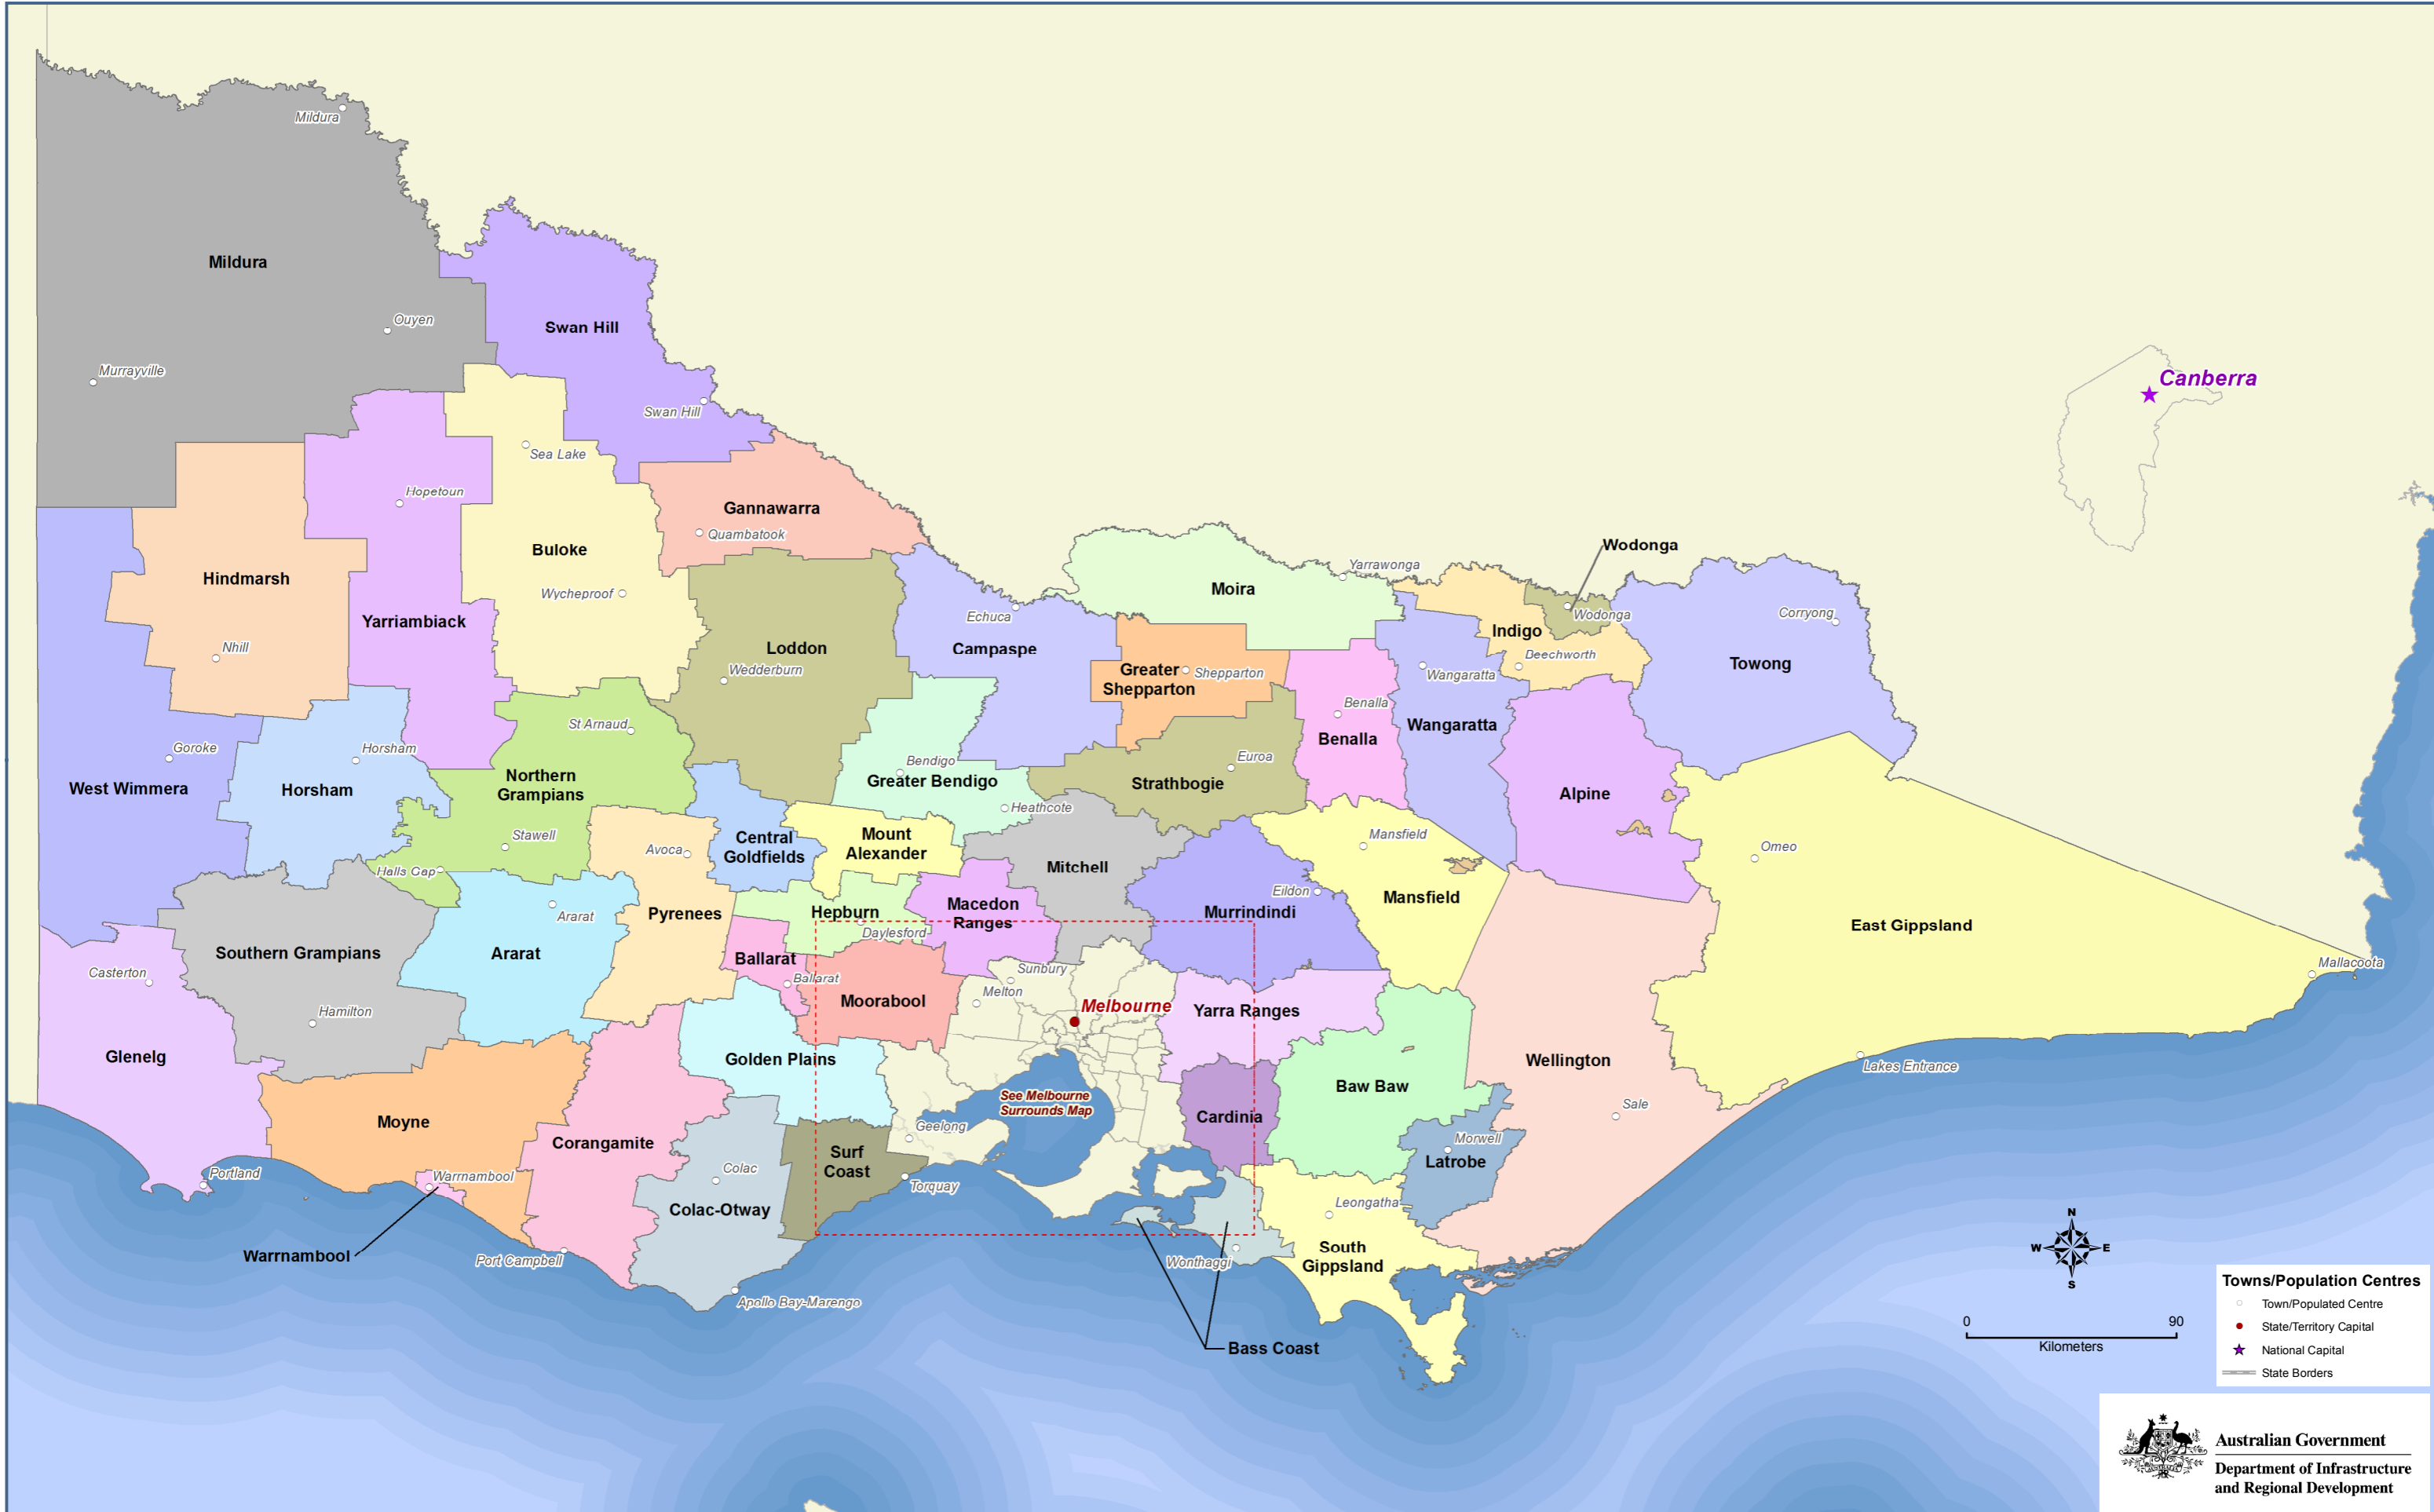 Mildura
Mildura
Ouyen
Murrayville
Swan Hill
Swan Hill
Canberra
Sea Lake
Hopetoun
Gannawarra
Quambatook
Buloke
Wycheproof
Hindmarsh
Nhill
Yarriambiack
Loddon
Wedderburn
Echuca
Campaspe
Moira
Yarrawonga
Wodonga
Wodonga
Indigo
Beechworth
Corryong
Towong
Greater
Shepparton
Shepparton
Wangaratta
Wangaratta
Benalla
Benalla
St Arnaud
Horsham
Horsham
Goroke
West Wimmera
Northern
Grampians
Stawell
Halls Gap
Bendigo
Greater Bendigo
Heathcote
Euroa
Strathbogie
Alpine
Omeo
Central
Goldfields
Mount
Alexander
Avoca
Pyrenees
Mitchell
Mansfield
Mansfield
Eildon
Murrindindi
Hepburn
Daylesford
Macedon
Ranges
Ararat
Ararat
Southern Grampians
Hamilton
Casterton
Glenelg
Portland
East Gippsland
Mallacoota
Lakes Entrance
Ballarat
Ballarat
Moorabool
Sunbury
Melton
Melbourne
Yarra Ranges
Golden Plains
See Melbourne
Surrounds Map
Cardinia
Baw Baw
Wellington
Sale
Morwell
Latrobe
Moyne
Warrnambool
Warrnambool
Corangamite
Port Campbell
Colac
Colac-Otway
Apollo Bay-Marengo
Surf
Coast
Geelong
Torquay
Leongatha
South
Gippsland
Wonthaggi
Bass Coast
N
W
E
S
0
90
Kilometers
Towns/Population Centres
Town/Populated Centre
State/Territory Capital
National Capital
State Borders
Australian Government
Department of Infrastructure
and Regional Development